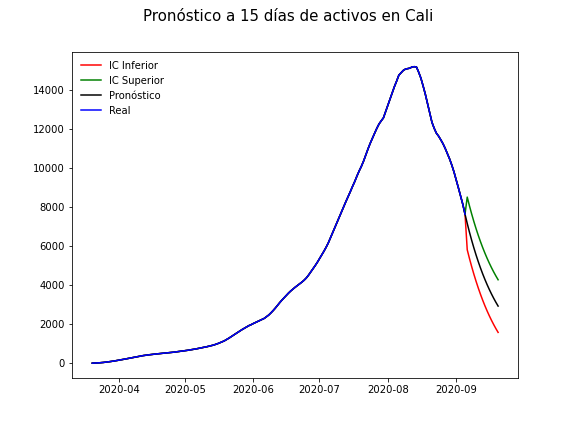 Pronóstico a 15 días de activos en Cali
IC Inferior
IC Superior
Pronóstico
Real
14000
12000
10000
8000
6000
4000
2000
0
2020-04 2020-05 2020-06 2020-07 2020-08 2020-09